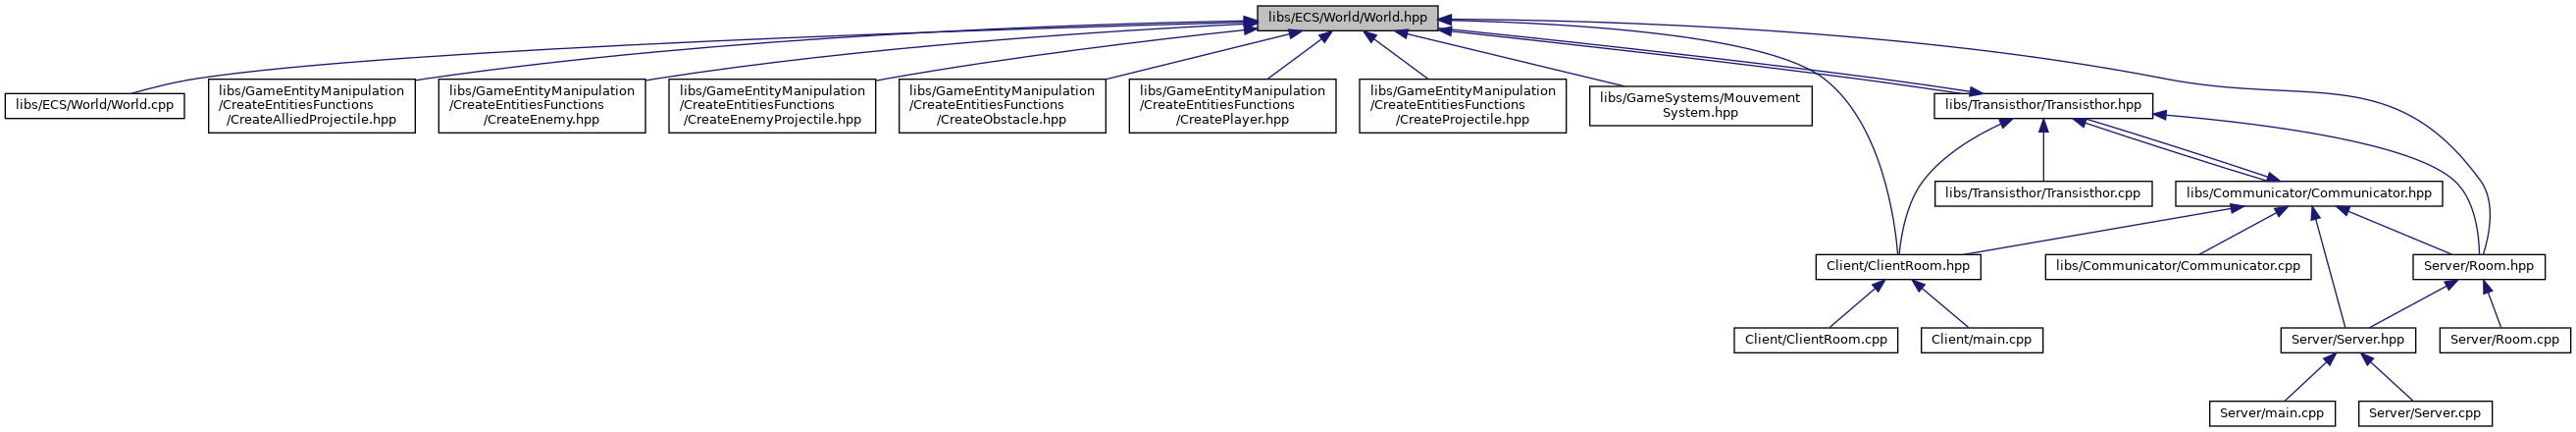 libs/ECS/World/World.hpp
libs/ECS/World/World.cpp
libs/GameEntityManipulation
/CreateEntitiesFunctions
/CreateAlliedProjectile.hpp
libs/GameEntityManipulation
/CreateEntitiesFunctions
/CreateEnemy.hpp
libs/GameEntityManipulation
/CreateEntitiesFunctions
/CreateEnemyProjectile.hpp
libs/GameEntityManipulation
/CreateEntitiesFunctions
/CreateObstacle.hpp
libs/GameEntityManipulation
/CreateEntitiesFunctions
/CreatePlayer.hpp
libs/GameEntityManipulation
/CreateEntitiesFunctions
/CreateProjectile.hpp
libs/GameSystems/Mouvement
System.hpp
libs/Transisthor/Transisthor.hpp
libs/Transisthor/Transisthor.cpp
libs/Communicator/Communicator.hpp
Client/ClientRoom.hpp
libs/Communicator/Communicator.cpp
Server/Room.hpp
Client/ClientRoom.cpp
Client/main.cpp
Server/Server.hpp
Server/Room.cpp
Server/main.cpp
Server/Server.cpp